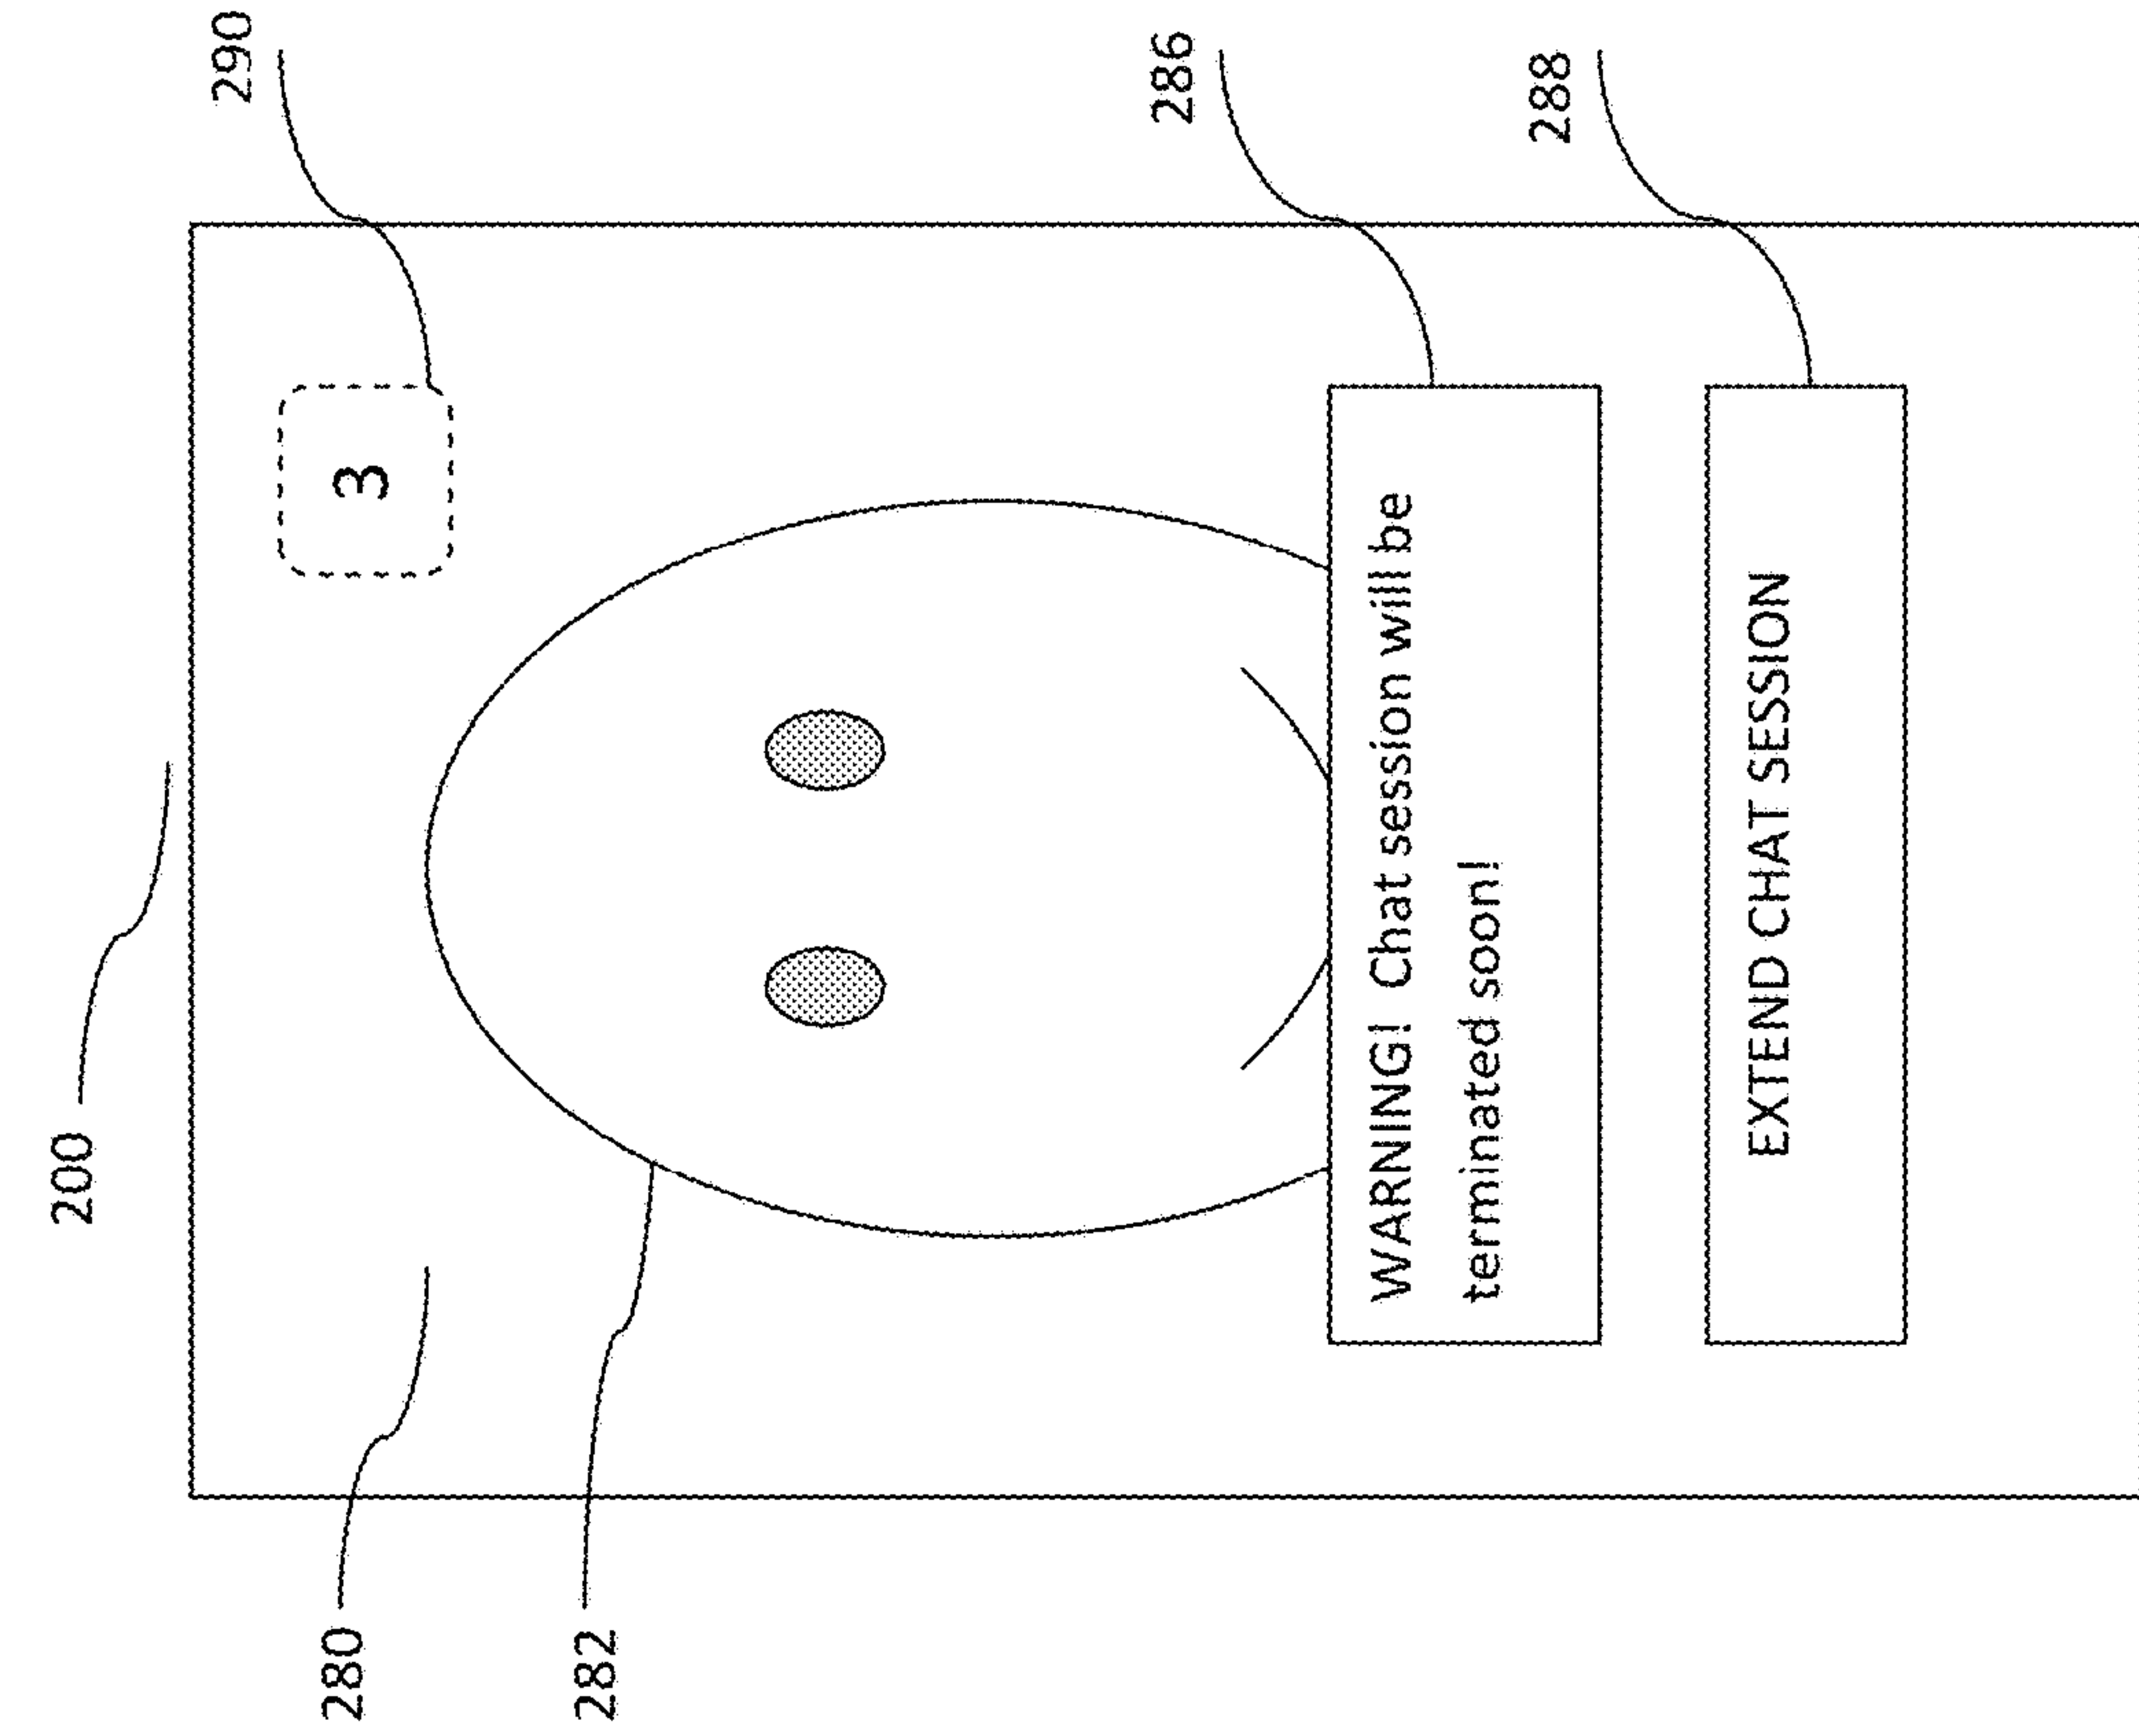 200
290
280
3
282
286
WARNING! Chat session will be
terminated soon!
288
EXTEND CHAT SESSION